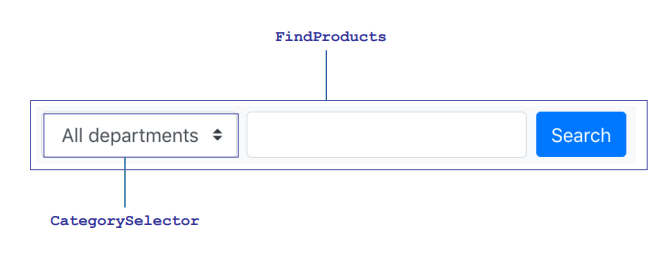 FindProducts
All departments
Search
CategorySelector